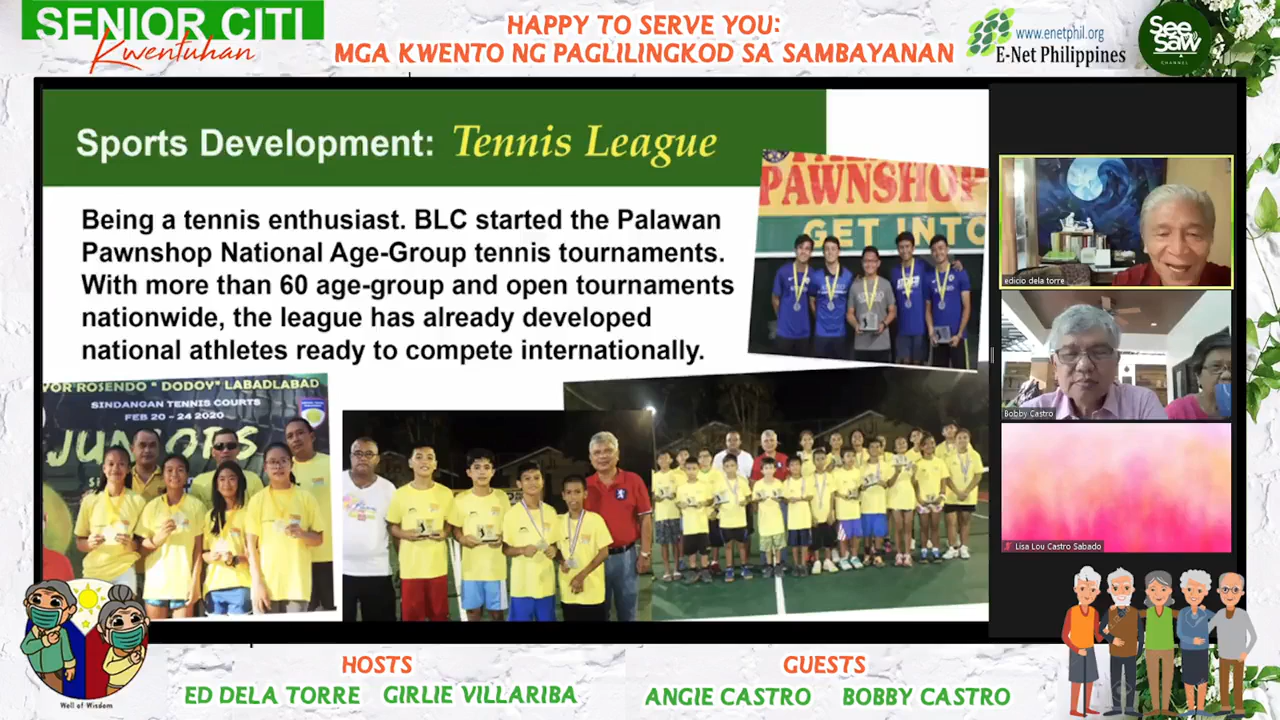 SENIOR CITI
Kwentuhan
HAPPY TO SERVE YOU:
MGA KWENTO NG PAGLILINGKOD SA SAMBAYANAN
www.enetphil.org
E-Net Philippines
See
Saw
CHANNEL
Sports Development: Tennis League
Being a tennis enthusiast. BLC started the Palawan
Pawnshop National Age-Group tennis tournaments.
With more than 60 age-group and open tournaments
nationwide, the league has already developed
national athletes ready to compete internationally.
PAWNSHOP
GET INTO
YOR ROSENDO " DODOY" LABADLABAD
SINDANGAN TENNIS COURTS
FEB 20 - 24 2020
JUNIORS
edicio dela torre
Bobby Castro
Lisa Lou Castro Sabado
Well of Wisdom
HOSTS
ED DELA TORRE GIRLIE VILLARIBA
GUESTS
ANGIE CASTRO BOBBY CASTRO